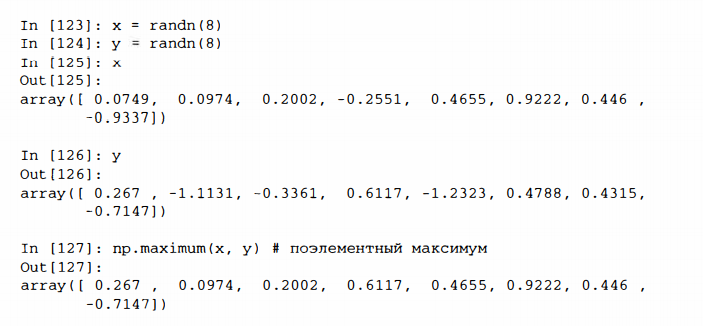 In [123]: x = randn(8)
In [124]: y = randn(8)
In [125]: x
Out[125]:
array([ 0.0749,  0.0974,  0.2002, -0.2551,  0.4655, 0.9222, 0.446 ,
       -0.9337])
In [126]: y
Out[126]:
array([ 0.267 , -1.1131, -0.3361,  0.6117, -1.2323, 0.4788, 0.4315,
       -0.7147])
In [127]: np.maximum(x, y) # поэлементный максимум
Out[127]:
array([ 0.267 ,  0.0974,  0.2002,  0.6117,  0.4655, 0.9222, 0.446 ,
       -0.7147])